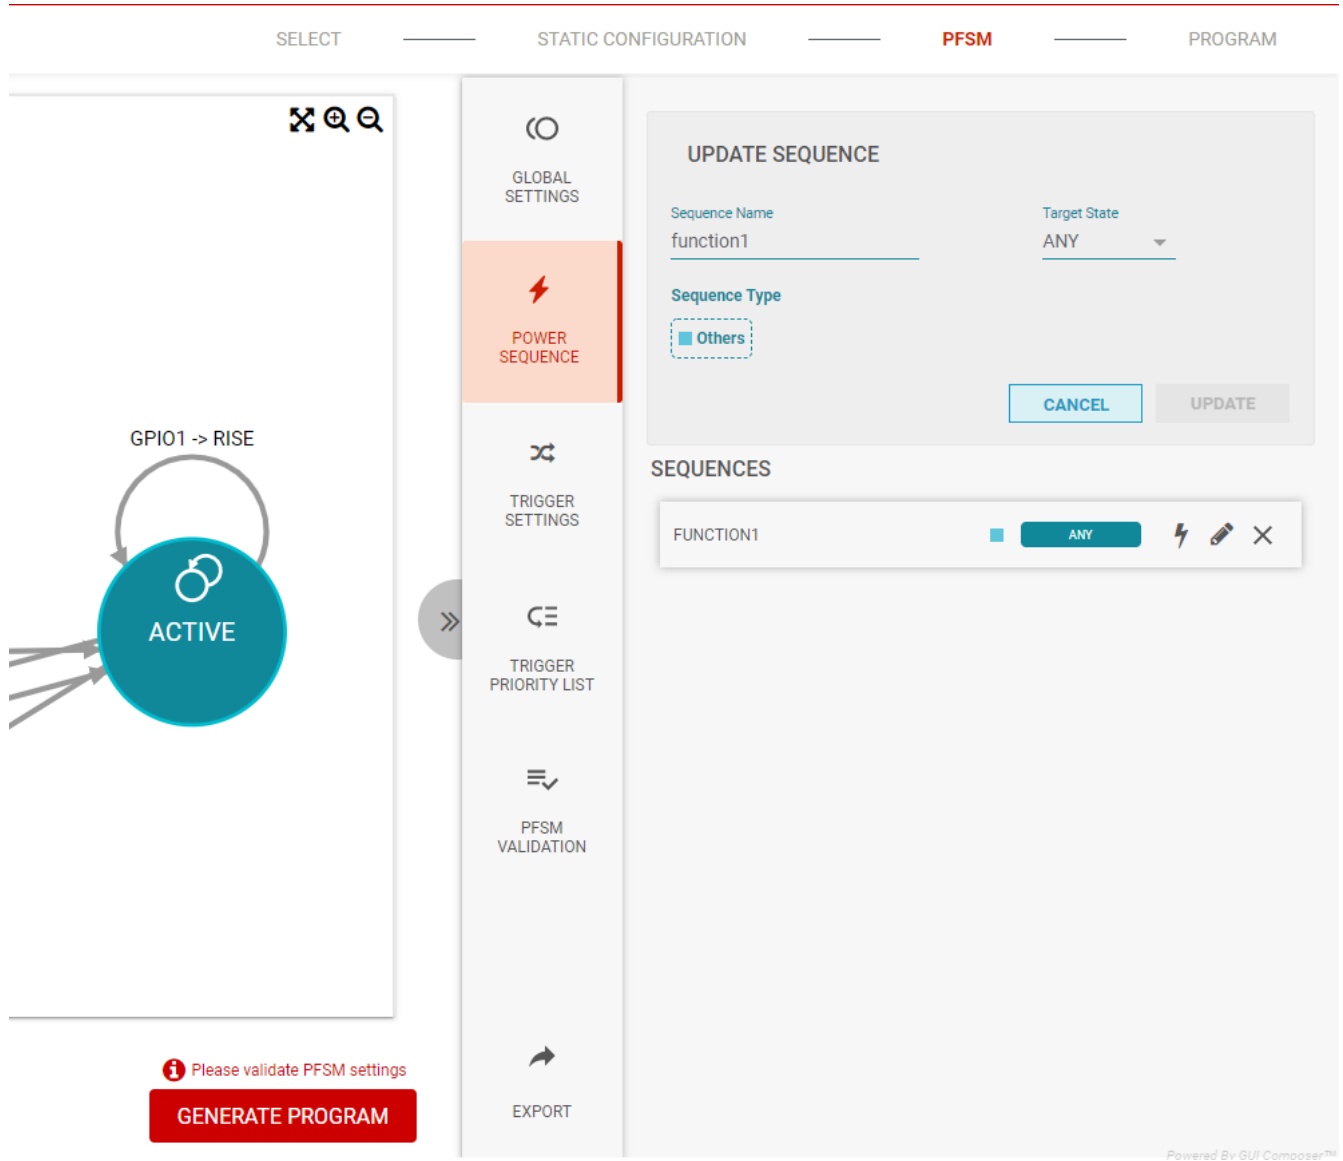 SELECT
STATIC CONFIGURATION
PFSM
PROGRAM
GLOBAL
SETTINGS
POWER
SEQUENCE
TRIGGER
SETTINGS
TRIGGER
PRIORITY LIST
PFSM
VALIDATION
EXPORT
GPIO1 -> RISE
ACTIVE
Please validate PFSM settings
GENERATE PROGRAM
UPDATE SEQUENCE
Sequence Name
function1
Target State
ANY
Sequence Type
Others
CANCEL
UPDATE
SEQUENCES
FUNCTION1
ANY
Powered By GUI Composer™